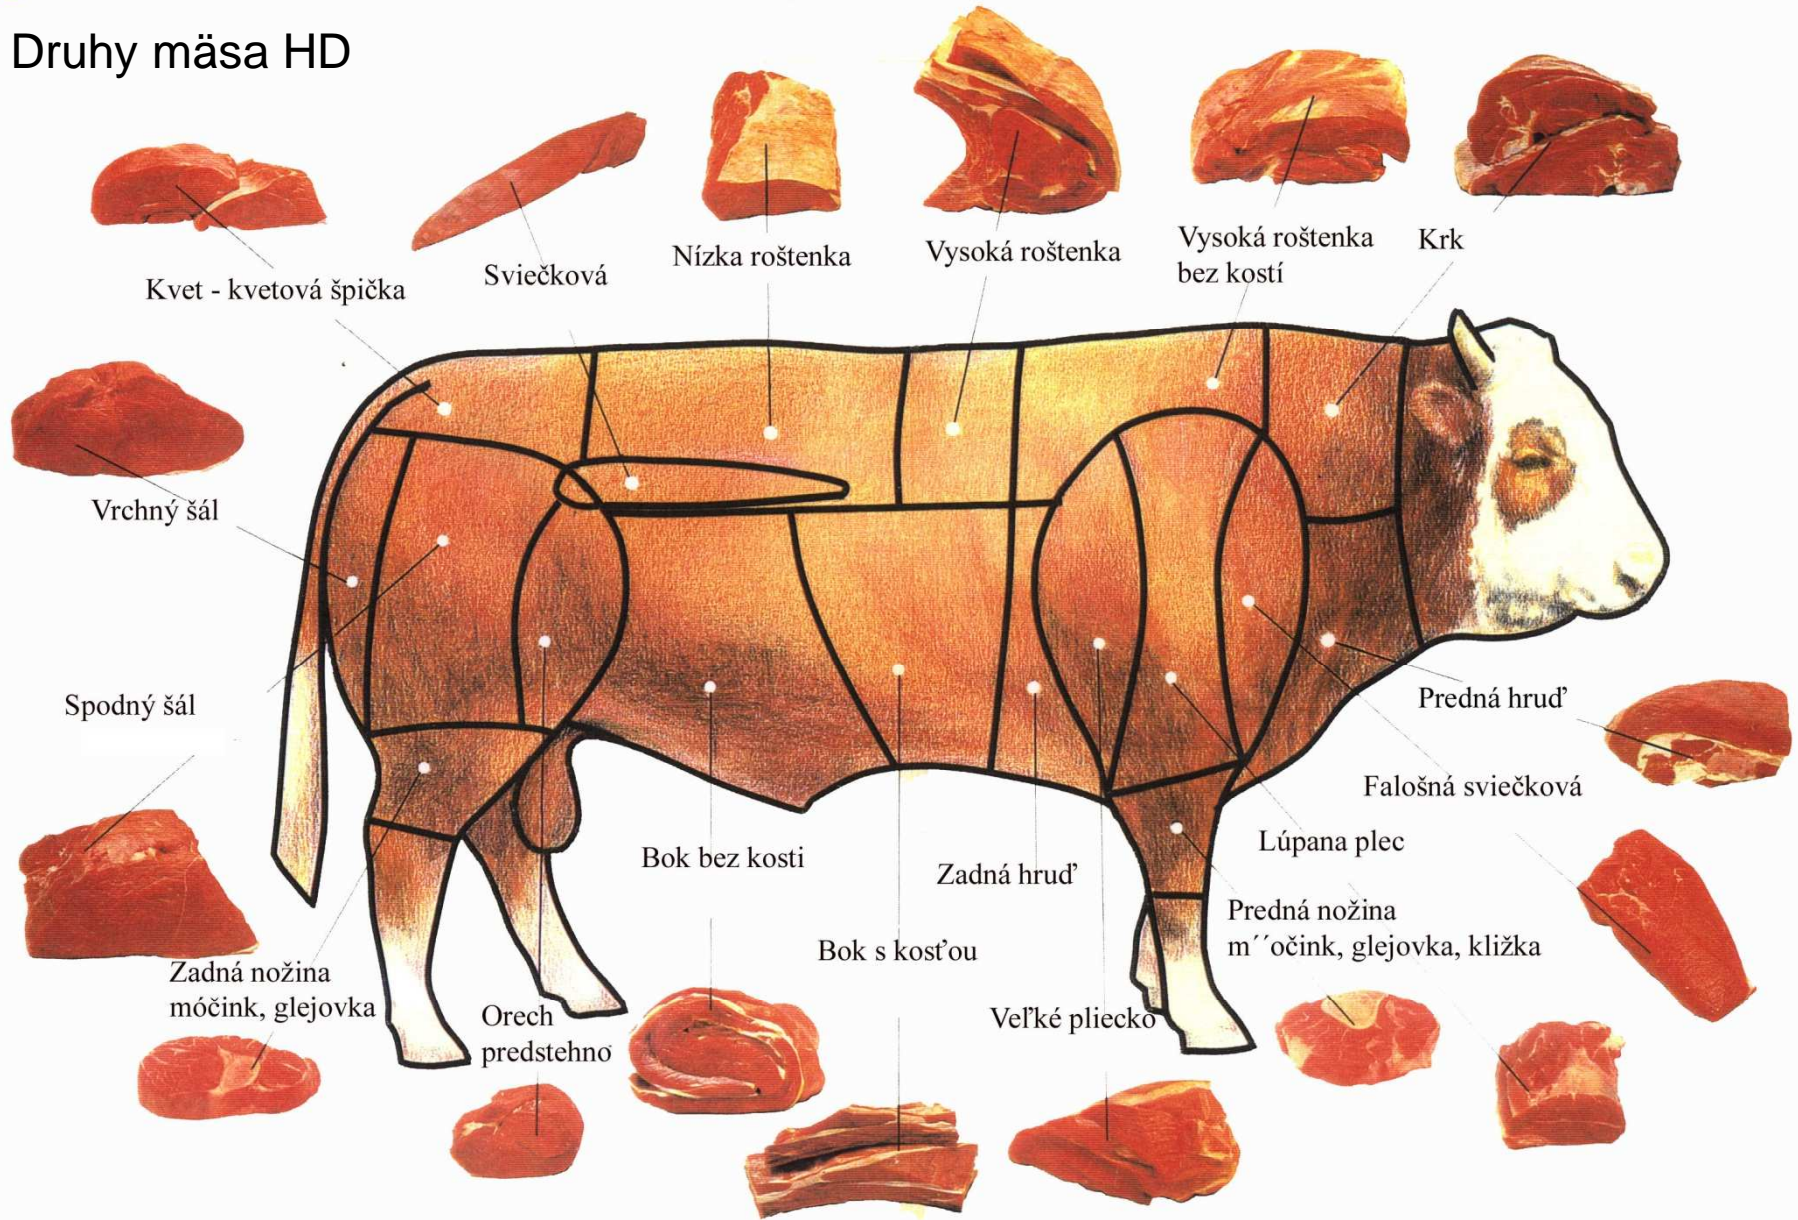 Druhy mäsa HD
Kvet - kvetová špička
Sviečková
Nízka roštenka
Vysoká roštenka
Vysoká roštenka
bez kostí
Krk
Vrchný šál
Spodný šál
Predná hruď
Falošná sviečková
Lúpana plec
Bok bez kosti
Zadná hruď
Predná nožina
m´´očink, glejovka, kližka
Bok s kosťou
Zadná nožina
móčink, glejovka
Orech
predstehno
Veľké pliecko